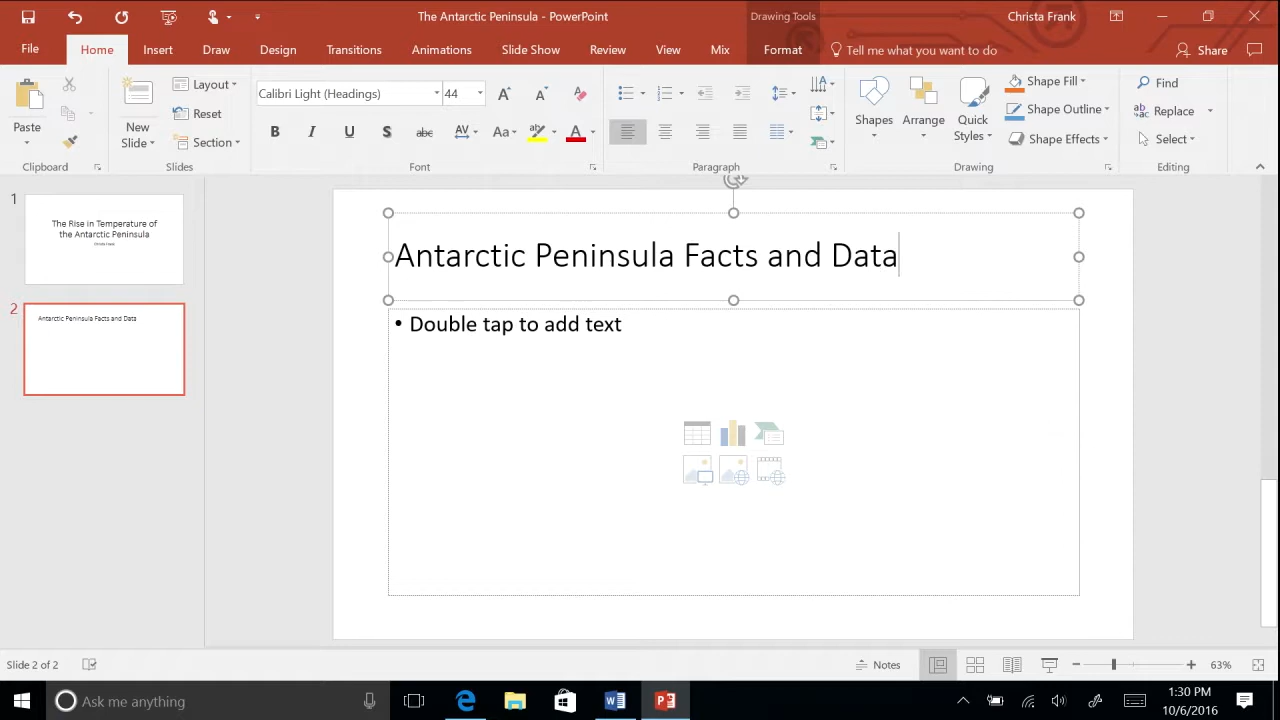 The Antarctic Peninsula - PowerPoint
Drawing Tools
Christa Frank
File
Home
Insert
Draw
Design
Transitions
Animations
Slide Show
Review
View
Mix
Format
Tell me what you want to do
Share
Paste
Clipboard
New
Slide
Layout
Reset
Section
Slides
Calibri Light (Headings)
44
B I U S abc AV Aa A
Font
Paragraph
Shapes
Arrange
Quick
Styles
Shape Fill
Shape Outline
Shape Effects
Drawing
Find
Replace
Select
Editing
1
The Rise in Temperature of
the Antarctic Peninsula
Christa Frank
2
Antarctic Peninsula Facts and Data
Antarctic Peninsula Facts and Data
• Double tap to add text
Slide 2 of 2
Notes
63%
Ask me anything
1:30 PM
10/6/2016